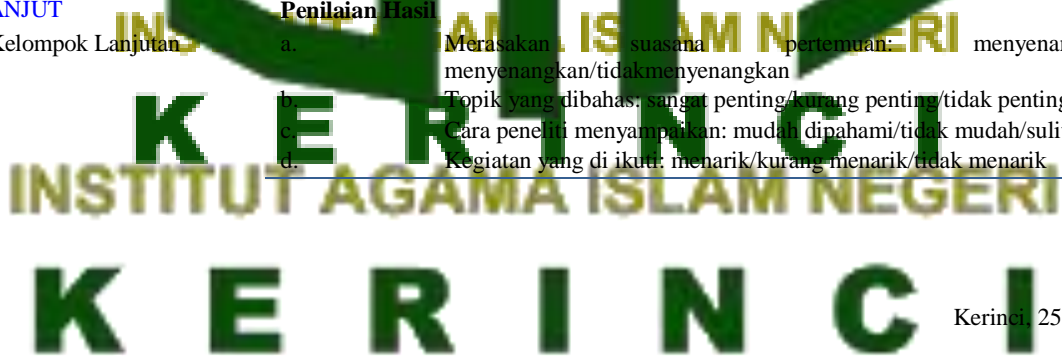 ANJUT
Penilaian Hasil
Kelompok Lanjutan
a. Merasakan suasana pertemuan:
menyenangkan/tidakmenyenangkan
b. Topik yang dibahas: sangat penting/kurang penting/tidak penting
c. Cara peneliti menyampaikan: mudah dipahami/tidak mudah/sulit
d. Kegiatan yang di ikuti: menarik/kurang menarik/tidak menarik
KERINCI
INSTITUT AGAMA ISLAM NEGERI
KERINCI
Kerinci, 25